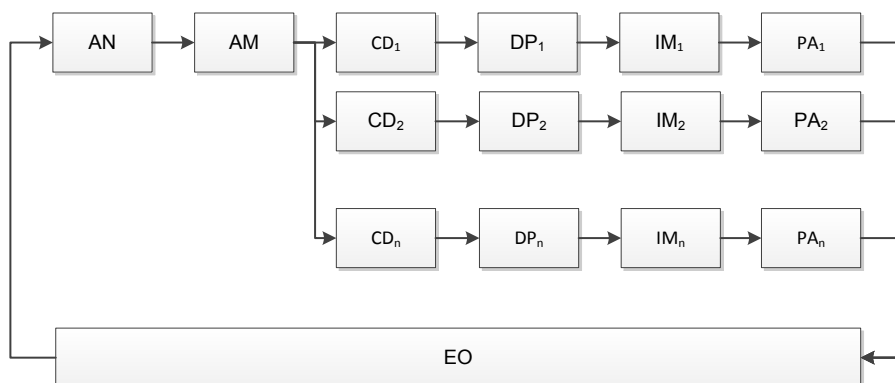 AN AM CD₁ DP₁ IM₁ PA₁
CD₂ DP₂ IM₂ PA₂
CDₙ DPₙ IMₙ PAₙ
EO